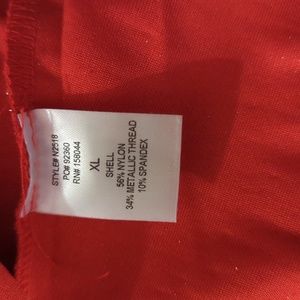 STYLE# N2518
PO# 92360
RN# 158044
XL
SHELL
56% NYLON
34% METALLIC THREAD
10% SPANDEX